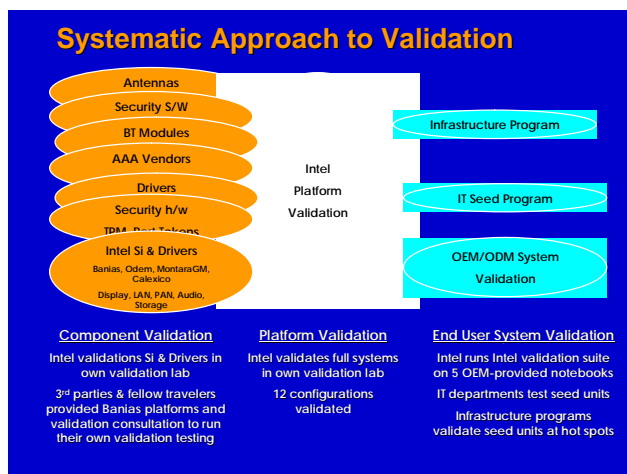 Systematic Approach to Validation
Antennas
Security S/W
BT Modules
AAA Vendors
Drivers
Security h/w
TPM, Port Tokens
Intel Si & Drivers
Banias, Odem, MontaraGM,
Calexico
Display, LAN, PAN, Audio,
Storage
Intel
Platform
Validation
Infrastructure Program
IT Seed Program
OEM/ODM System
Validation
Component Validation
Intel validations Si & Drivers in
own validation lab
3rd parties & fellow travelers
provided Banias platforms and
validation consultation to run
their own validation testing
Platform Validation
Intel validates full systems
in own validation lab
12 configurations
validated
End User System Validation
Intel runs Intel validation suite
on 5 OEM-provided notebooks
IT departments test seed units
Infrastructure programs
validate seed units at hot spots